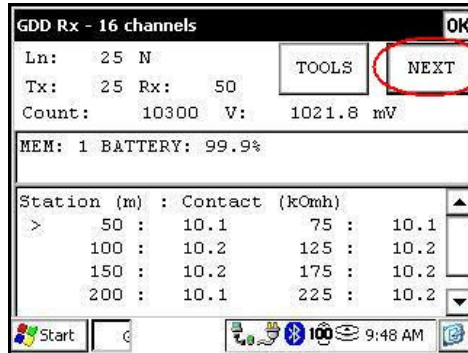 GDD Rx - 16 channels OK
Ln: 25 N
TOOLS NEXT
Tx: 25 Rx: 50
Count: 10300 V: 1021.8 mV
MEM: 1 BATTERY: 99.9%
Station (m) : Contact (kOmh)
> 50 : 10.1 75 : 10.1
100 : 10.2 125 : 10.2
150 : 10.2 175 : 10.2
200 : 10.1 225 : 10.2
Start 100 9:48 AM